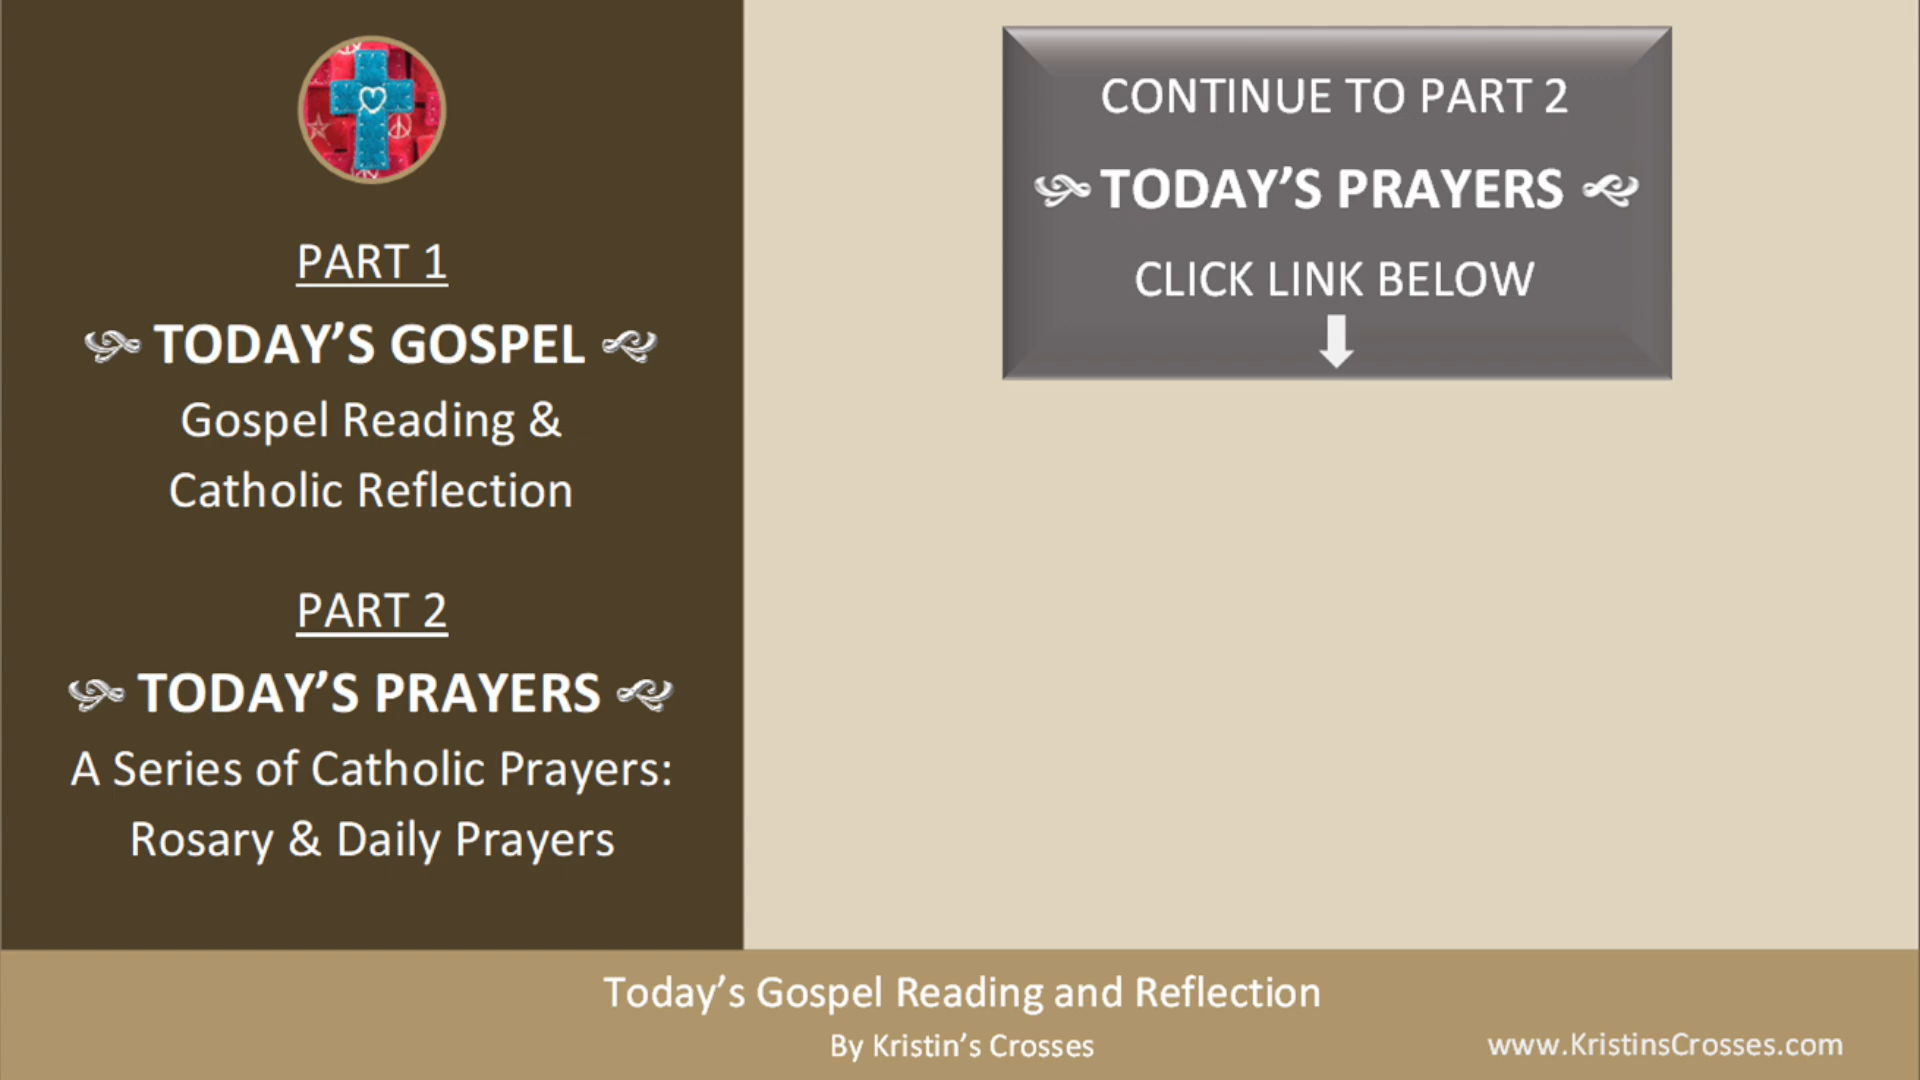 PART 1
TODAY’S GOSPEL
Gospel Reading &
Catholic Reflection
PART 2
TODAY’S PRAYERS
A Series of Catholic Prayers:
Rosary & Daily Prayers
CONTINUE TO PART 2
TODAY’S PRAYERS
CLICK LINK BELOW
Today’s Gospel Reading and Reflection
By Kristin’s Crosses
www.KristinsCrosses.com